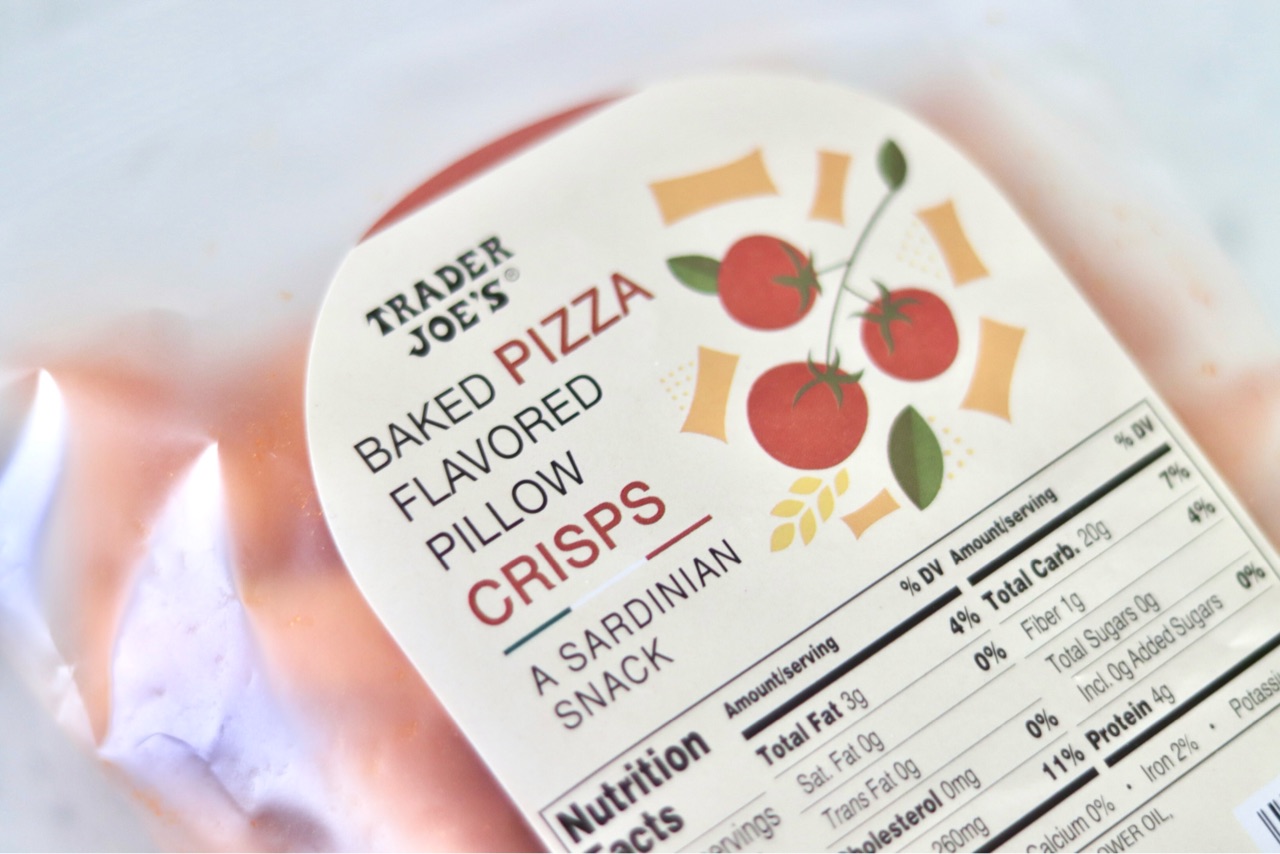 TRADER
JOE'S®
BAKED PIZZA
FLAVORED
PILLOW
CRISPS
A SARDINIAN
SNACK
Nutrition
Facts
servings
Amount/serving % DV
Total Fat 3g 4%
Sat. Fat 0g 0%
Trans Fat 0g
Cholesterol 0mg 0%
260mg 11%
Amount/serving % DV
Total Carb. 20g 7%
Fiber 1g 4%
Total Sugars 0g
Incl. 0g Added Sugars 0%
Protein 4g
Calcium 0% • Iron 2% • Potassi
OWER OIL,